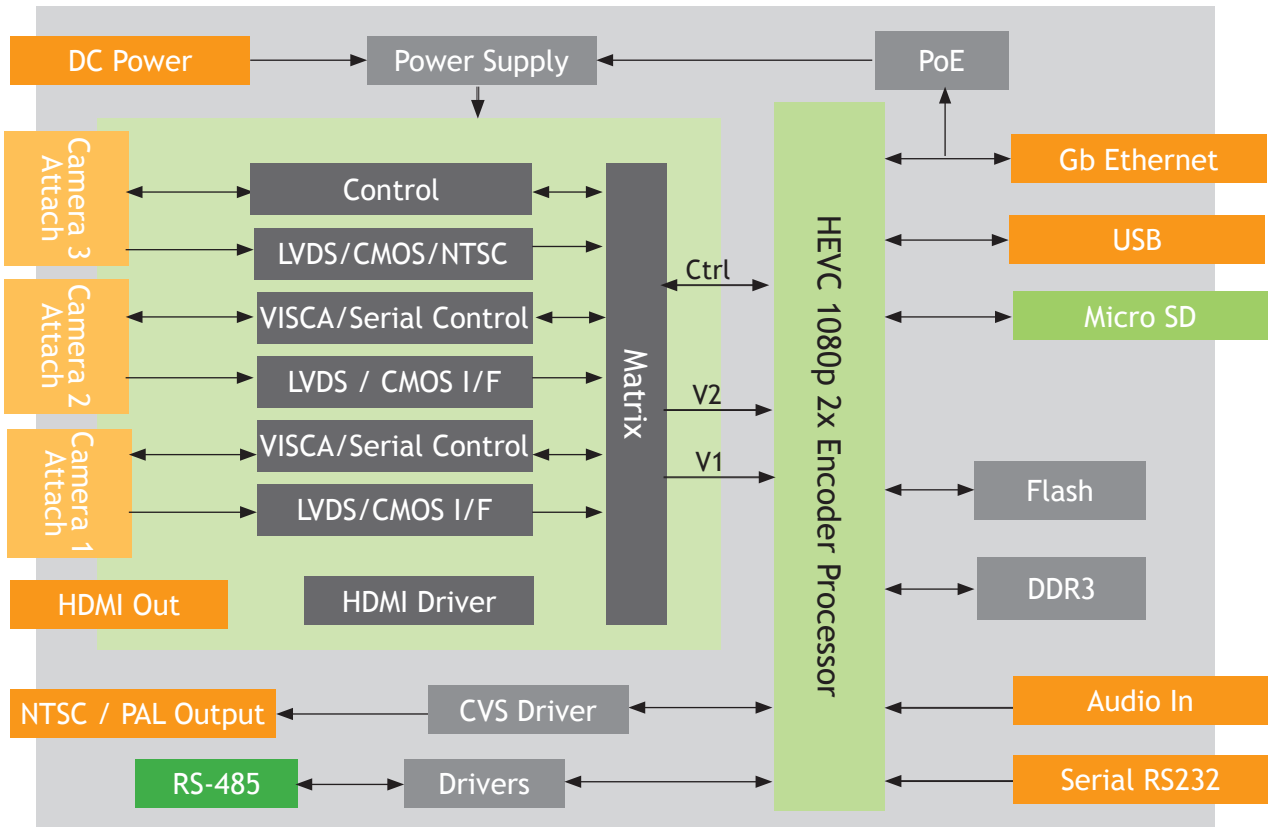 DC Power
Power Supply
PoE
Camera 3
Attach
Control
LVDS/CMOS/NTSC
Camera 2
Attach
VISCA/Serial Control
LVDS / CMOS I/F
Camera 1
Attach
VISCA/Serial Control
LVDS/CMOS I/F
HDMI Out
HDMI Driver
Matrix
Ctrl
V2
V1
HEVC 1080p 2x Encoder Processor
Gb Ethernet
USB
Micro SD
Flash
DDR3
Audio In
Serial RS232
NTSC / PAL Output
CVS Driver
RS-485
Drivers